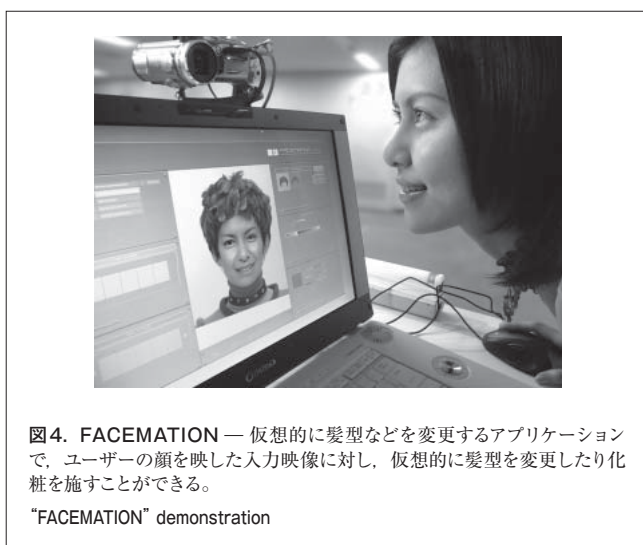 図4. FACEMATION — 仮想的に髪型などを変更するアプリケーション
で，ユーザーの顔を映した入力映像に対し，仮想的に髪型を変更したり化
粧を施すことができる。
“FACEMATION” demonstration